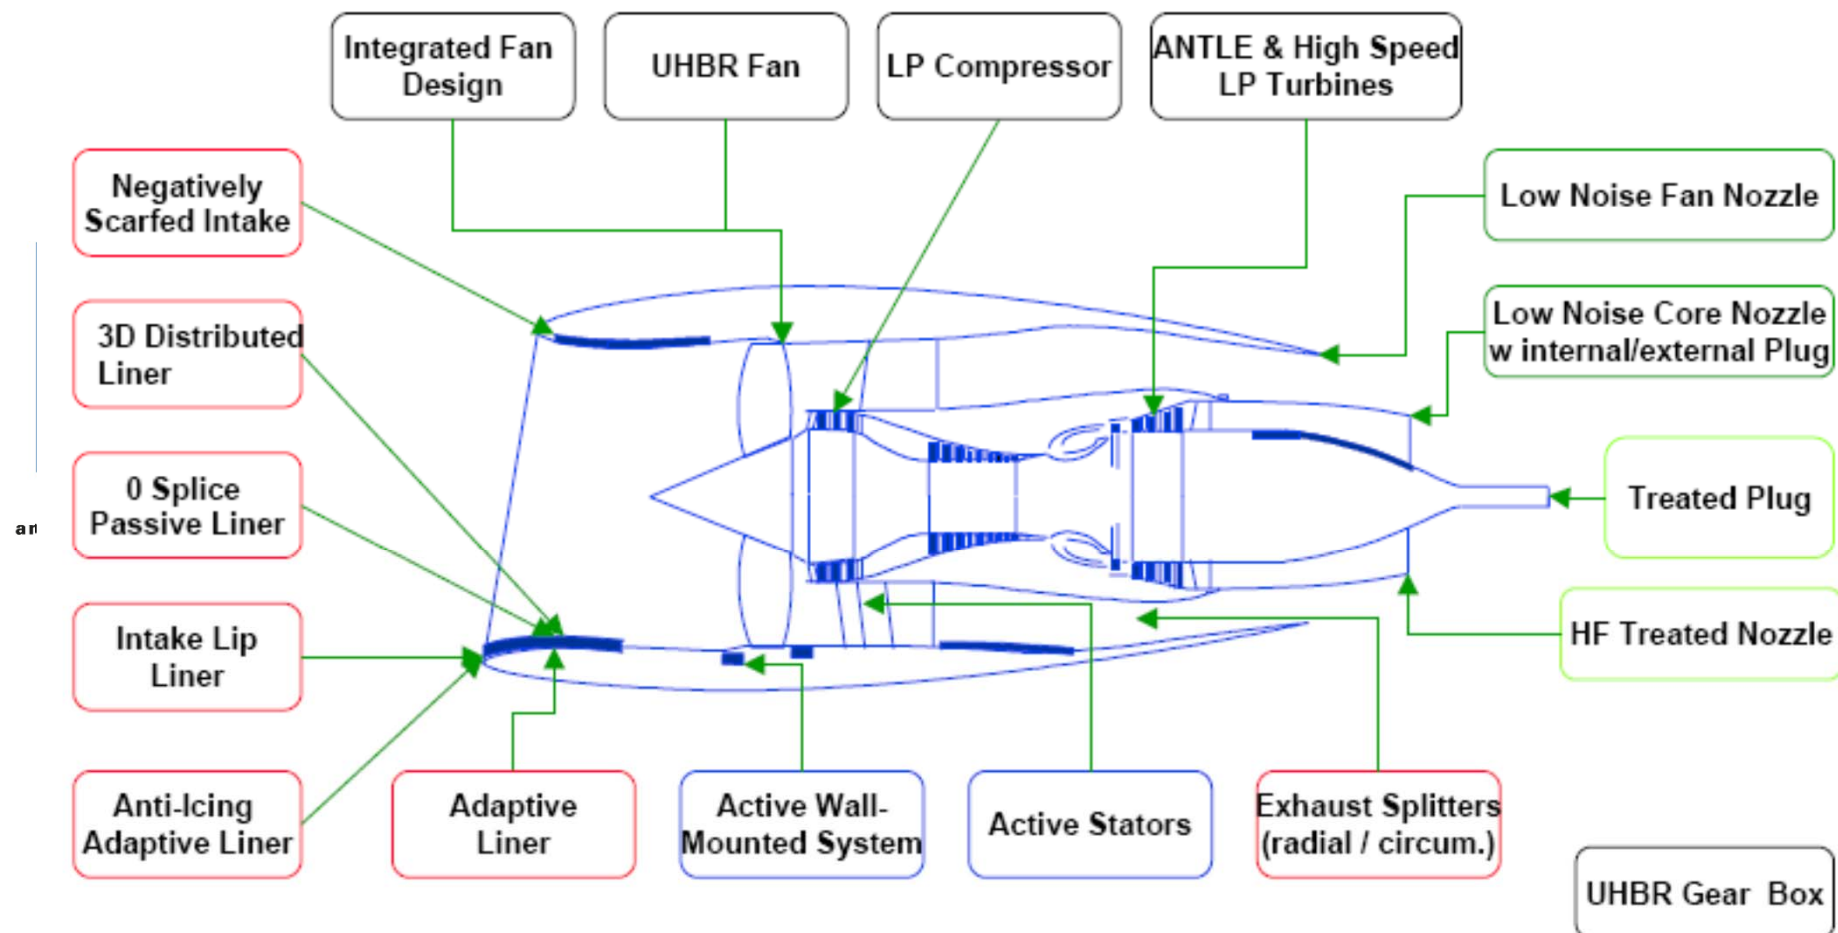 Integrated Fan
Design
UHBR Fan
LP Compressor
ANTLE & High Speed
LP Turbines
Negatively
Scarfed Intake
Low Noise Fan Nozzle
3D Distributed
Liner
Low Noise Core Nozzle
w internal/external Plug
0 Splice
Passive Liner
Treated Plug
Intake Lip
Liner
HF Treated Nozzle
Anti-Icing
Adaptive Liner
Adaptive
Liner
Active Wall-
Mounted System
Active Stators
Exhaust Splitters
(radial / circum.)
UHBR Gear Box